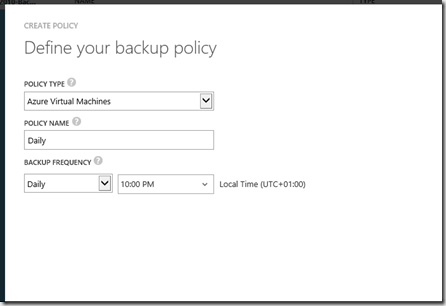 CREATE POLICY
Define your backup policy
POLICY TYPE ?
Azure Virtual Machines
POLICY NAME ?
Daily
BACKUP FREQUENCY ?
Daily 10:00 PM Local Time (UTC+01:00)